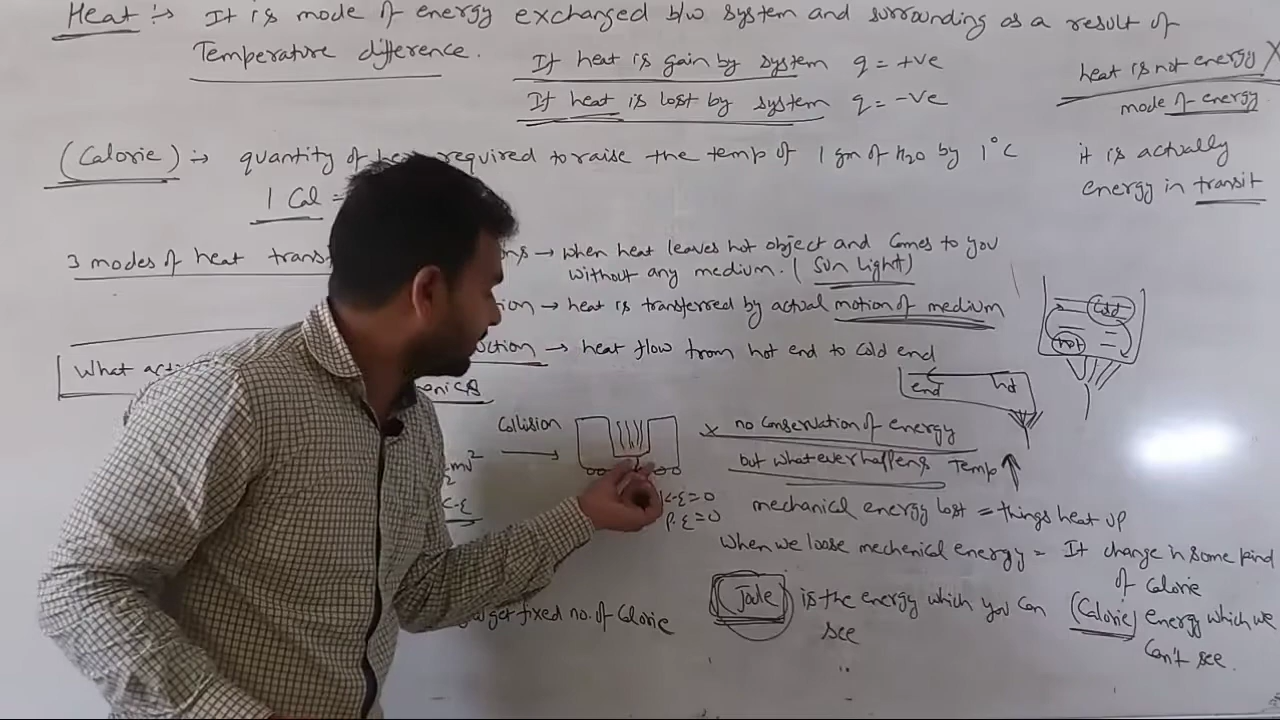 Heat :→ It is mode of energy exchanged b/w system and surrounding as a result of
Temperature difference.
If heat is gain by system q = +ve
If heat is lost by system q = -ve
heat is not energy X
mode of energy
it is actually
energy in transit
(Calorie) :→ quantity of required to raise the temp of 1 gm of H2O by 1°C
1 Cal =
3 modes of heat → when heat leaves hot object and comes to you
without any medium. (Sun light)
→ heat is transferred by actual motion of medium
→ heat flow from hot end to cold end
cold
hot
end hot
What
Collision
x no conservation of energy
but whatever happens Temp ↑
K.E = 0
P.E = 0
mechanical energy lost = things heat up
When we loose mechenical energy = It change in some kind
of Calorie
Joule is the energy which you can
see
(Calorie) energy which we
can't see.
get fixed no. of Calorie